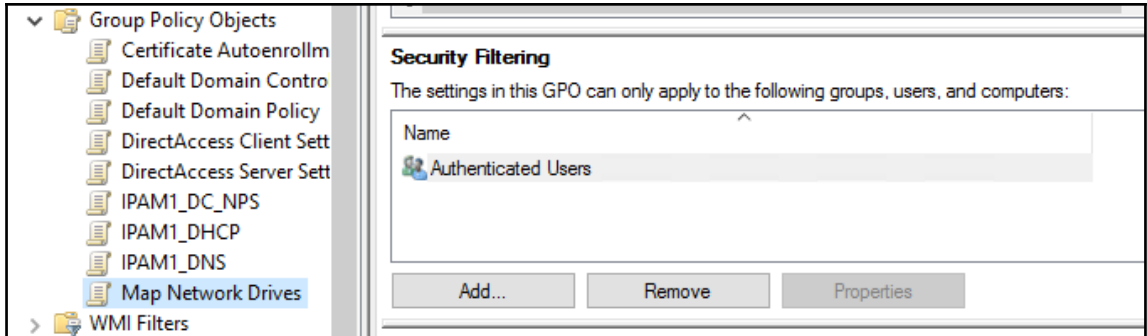 Group Policy Objects
Certificate Autoenrollm
Default Domain Contro
Default Domain Policy
DirectAccess Client Sett
DirectAccess Server Sett
IPAM1_DC_NPS
IPAM1_DHCP
IPAM1_DNS
Map Network Drives
WMI Filters
Security Filtering
The settings in this GPO can only apply to the following groups, users, and computers:
Name
Authenticated Users
Add... Remove Properties